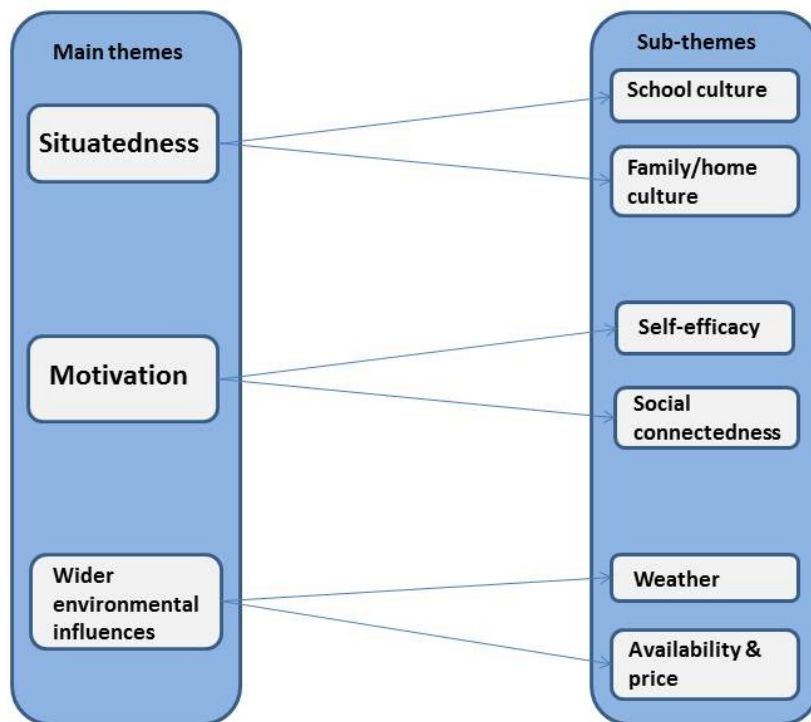 Main themes
Situatedness
Motivation
Wider
environmental
influences
Sub-themes
School culture
Family/home
culture
Self-efficacy
Social
connectedness
Weather
Availability &
price